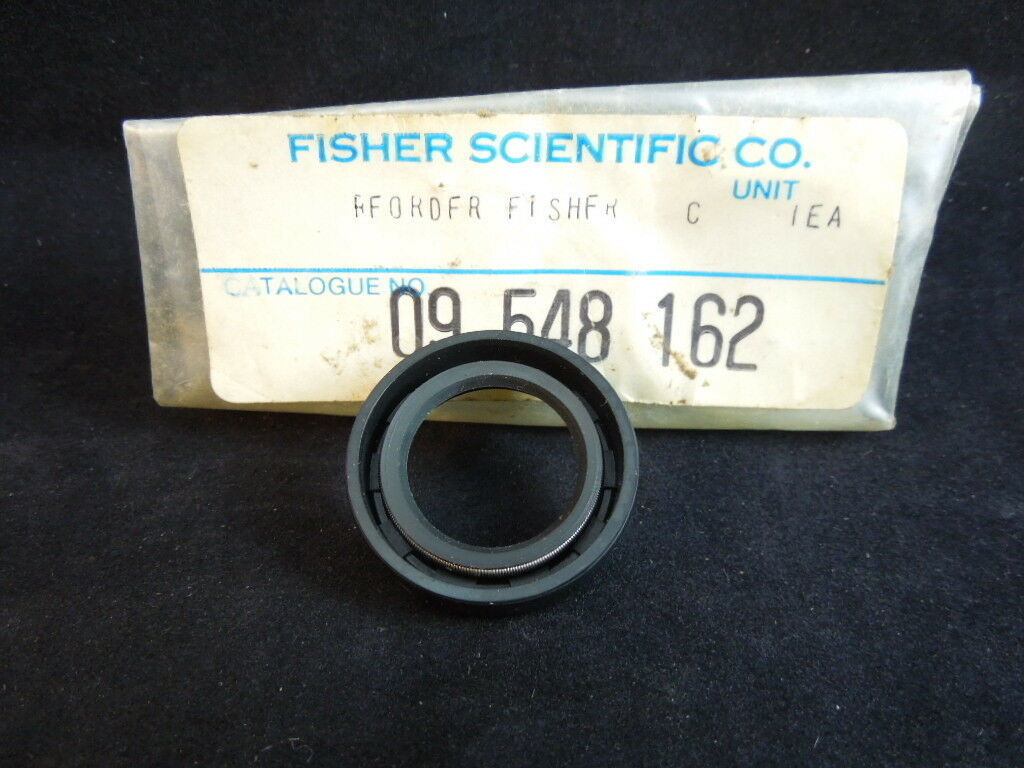 FISHER SCIENTIFIC CO.
UNIT
REORDER FISHER C 1EA
CATALOGUE NO.
09 548 162